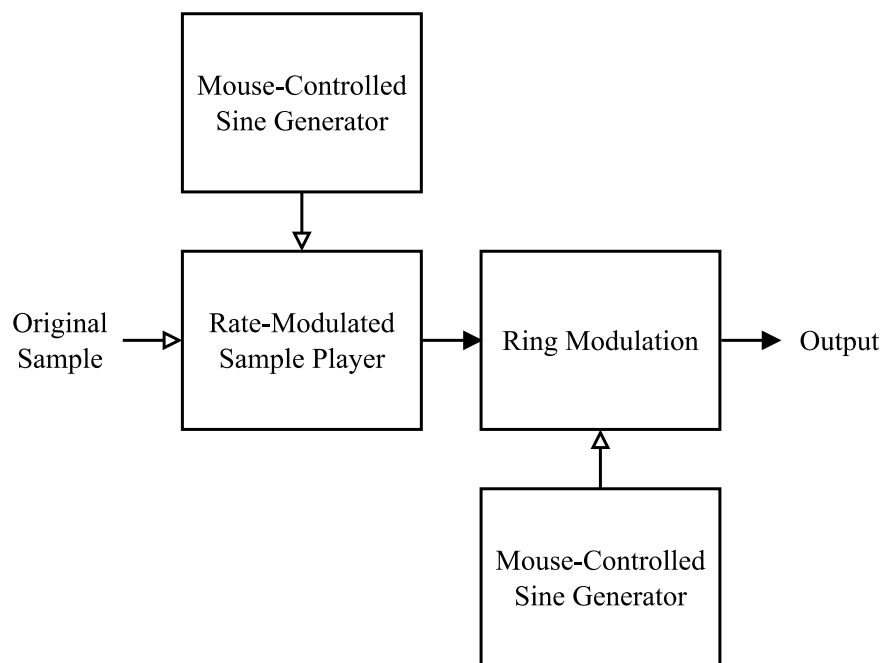 Mouse-Controlled
Sine Generator
Original
Sample
Rate-Modulated
Sample Player
Ring Modulation
Output
Mouse-Controlled
Sine Generator